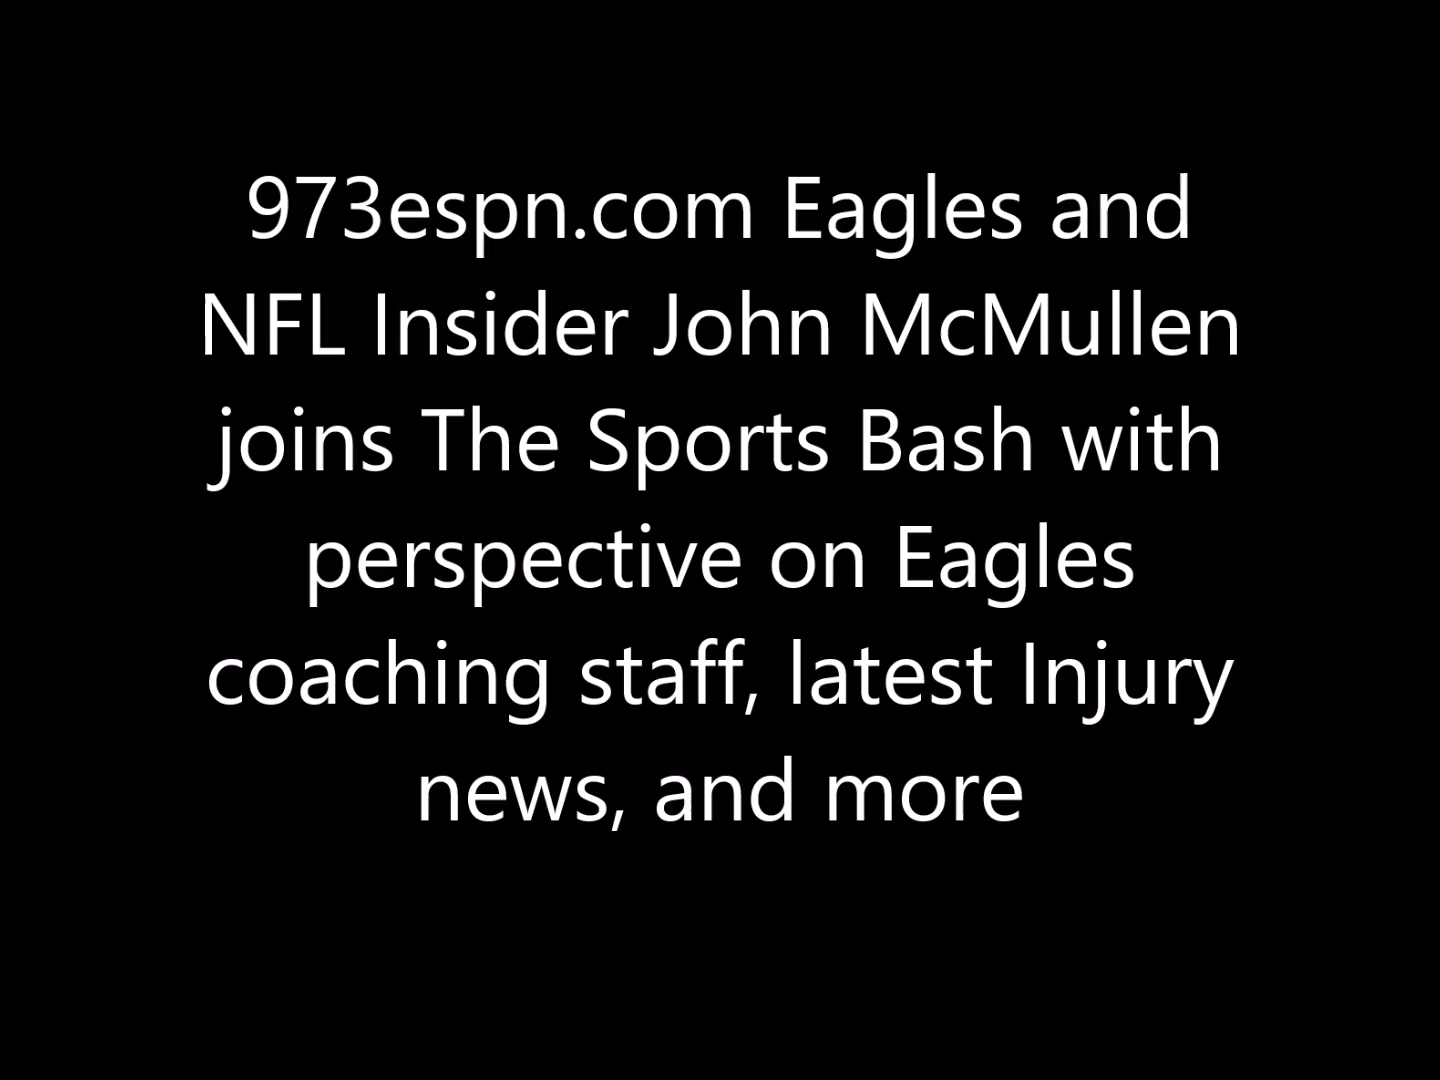 973espn.com Eagles and
NFL Insider John McMullen
joins The Sports Bash with
perspective on Eagles
coaching staff, latest Injury
news, and more